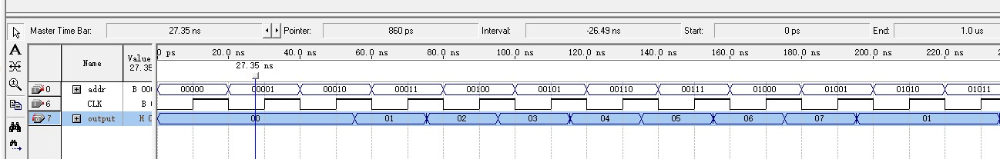 Master Time Bar: 27.35 ns Pointer: 860 ps Interval: -26.49 ns Start: 0 ps End: 1.0 us
A
Name Value 27.35 0 ps 20.0 ns 40.0 ns 60.0 ns 80.0 ns 100.0 ns 120.0 ns 140.0 ns 160.0 ns 180.0 ns 200.0 ns 220.0 ns
27.35 ns
0 addr B 000 00000 00001 00010 00011 00100 00101 00110 00111 01000 01001 01010 01011
6 CLK B
7 output H 00 01 02 03 04 05 06 07 01